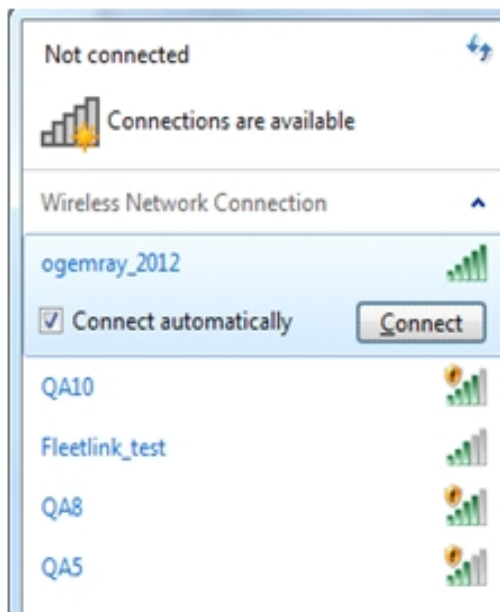 Not connected
Connections are available
Wireless Network Connection
ogemray_2012
Connect automatically Connect
QA10
Fleetlink_test
QA8
QA5